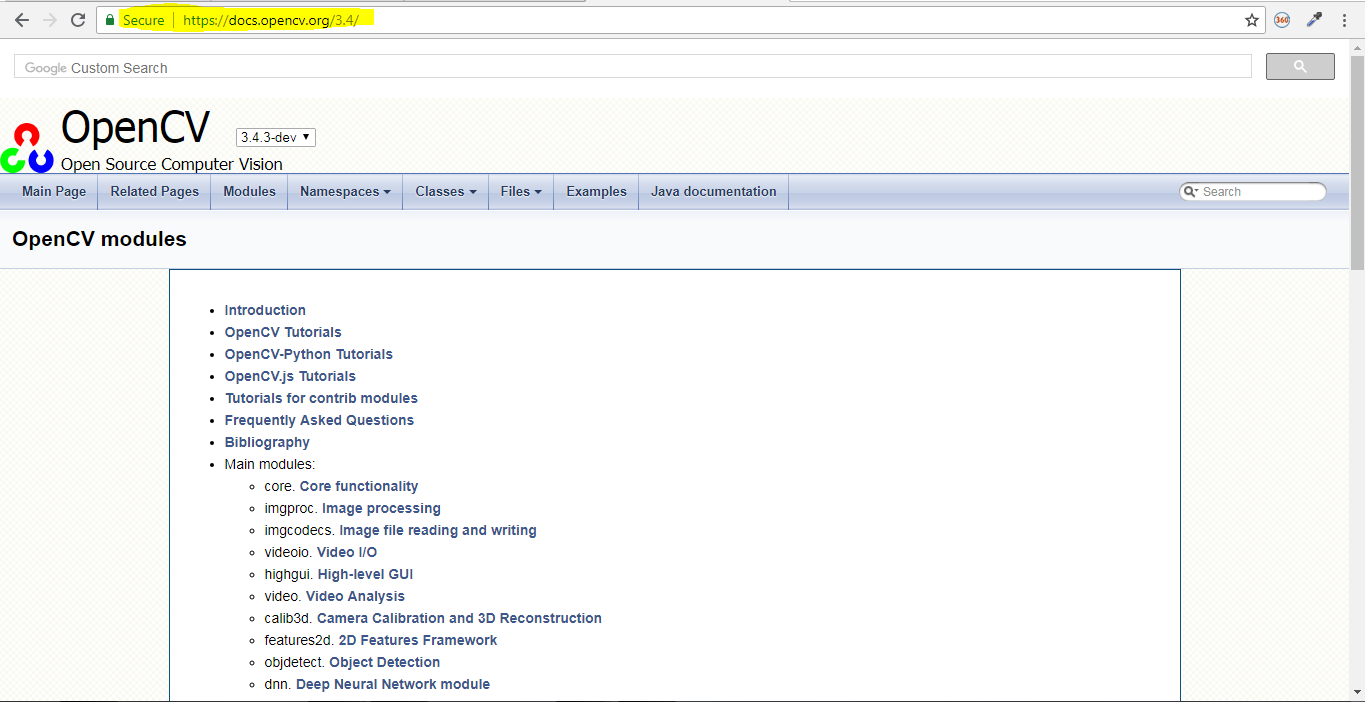 Secure https://docs.opencv.org/3.4/
360
Google Custom Search
OpenCV 3.4.3-dev
Open Source Computer Vision
Main Page Related Pages Modules Namespaces Classes Files Examples Java documentation Search
OpenCV modules
Introduction
OpenCV Tutorials
OpenCV-Python Tutorials
OpenCV.js Tutorials
Tutorials for contrib modules
Frequently Asked Questions
Bibliography
Main modules:
core. Core functionality
imgproc. Image processing
imgcodecs. Image file reading and writing
videoio. Video I/O
highgui. High-level GUI
video. Video Analysis
calib3d. Camera Calibration and 3D Reconstruction
features2d. 2D Features Framework
objdetect. Object Detection
dnn. Deep Neural Network module